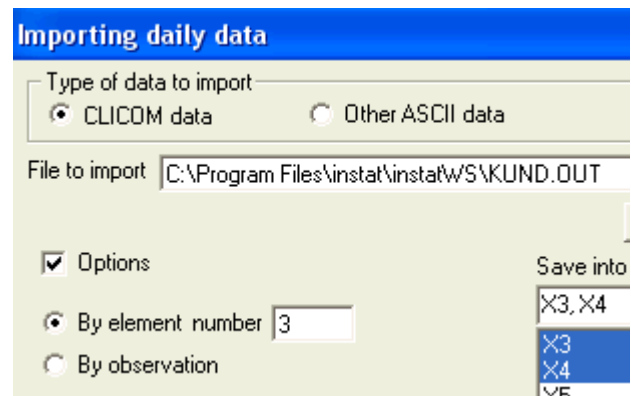 Importing daily data
Type of data to import
CLICOM data Other ASCII data
File to import C:\Program Files\instat\instatWS\KUND.OUT
Options
Save into
By element number 3
X3, X4
By observation
X3
X4
X5